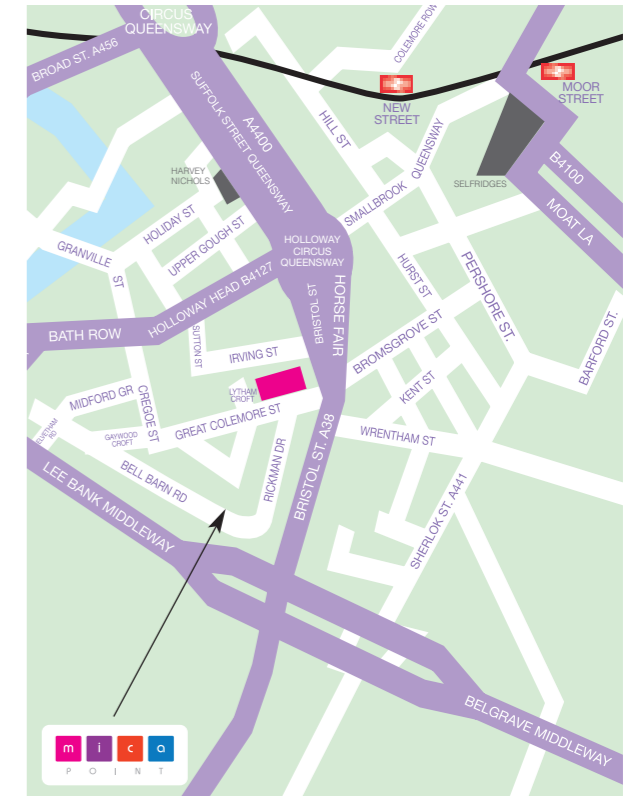 CIRCUS
QUEENSWAY
BROAD ST. A456
COLEMORE ROW
SUFFOLK STREET QUEENSWAY
A4400
HILL ST
NEW
STREET
MOOR
STREET
QUEENSWAY
SMALLBROOK
SELFRIDGES
B4100
MOAT LA
HARVEY
NICHOLS
HOLIDAY ST
UPPER GOUGH ST
GRANVILLE
ST
HOLLOWAY
CIRCUS
QUEENSWAY
HURST ST
PERSHORE ST.
BATH ROW
HOLLOWAY HEAD B4127
BRISTOL ST
HORSE FAIR
BROMSGROVE ST
BARFORD ST.
SUTTON ST
IRVING ST
KENT ST
LYTHAM
CROFT
MIDFORD GR
CREGOE ST
GREAT COLEMORE ST
GAYWOOD
CROFT
ELVETHAM
RD
WRENTHAM ST
BELL BARN RD
RICKMAN DR
BRISTOL ST. A38
LEE BANK MIDDLEWAY
SHERLOK ST. A441
BELGRAVE MIDDLEWAY
mica
POINT